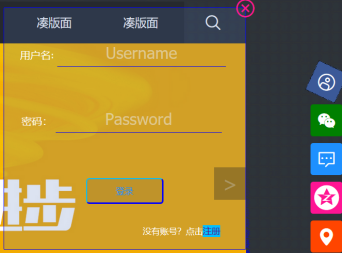 凑版面 凑版面
用户名: Username
密码: Password
登录
>
步
没有账号? 点击注册